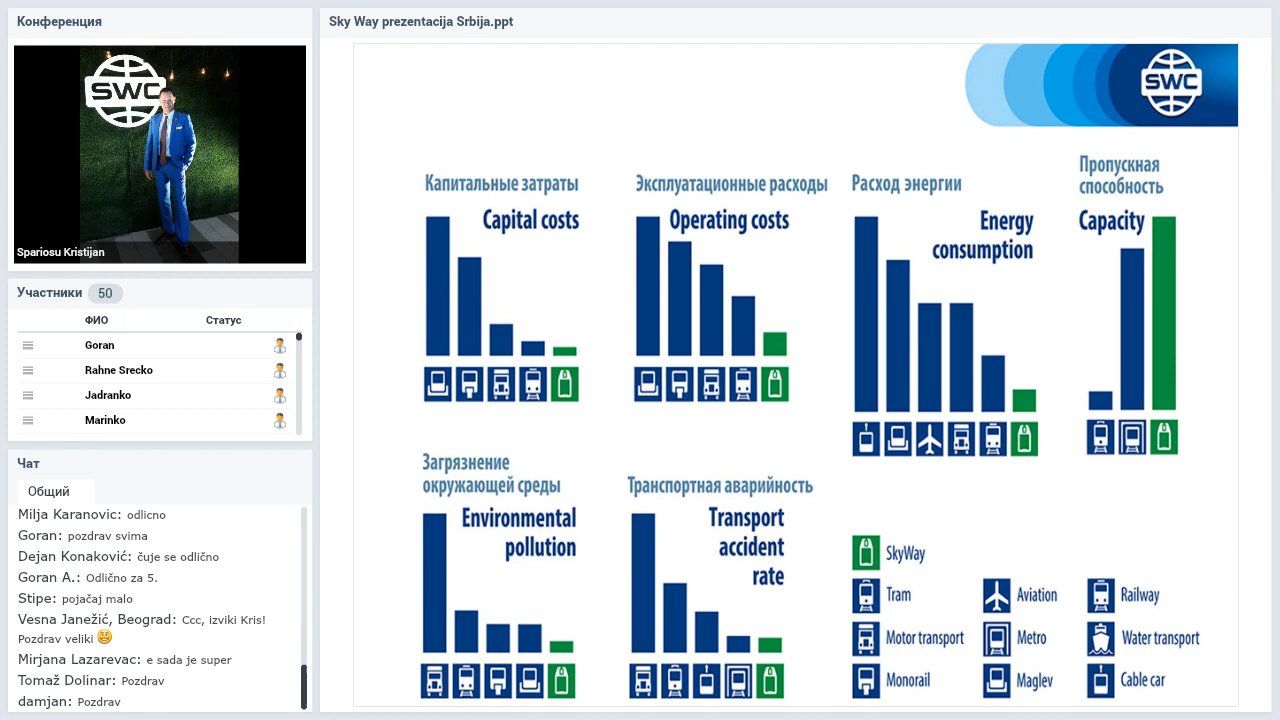 Конференция
SWC
Spariosu Kristijan
Участники 50
ФИО Статус
Goran
Rahne Srecko
Jadranko
Marinko
Чат
Общий
Milja Karanovic: odlicno
Goran: pozdrav svima
Dejan Konaković: čuje se odlično
Goran A.: Odlično za 5.
Stipe: pojačaj malo
Vesna Janežić, Beograd: Ccc, izviki Kris!
Pozdrav veliki
Mirjana Lazarevac: e sada je super
Tomaž Dolinar: Pozdrav
damjan: Pozdrav
Sky Way prezentacija Srbija.ppt
SWC
Капитальные затраты
Capital costs
Эксплуатационные расходы
Operating costs
Расход энергии
Energy
consumption
Пропускная
способность
Capacity
Загрязнение
окружающей среды
Environmental
pollution
Транспортная аварийность
Transport
accident
rate
SkyWay
Tram
Aviation
Railway
Motor transport
Metro
Water transport
Monorail
Maglev
Cable car